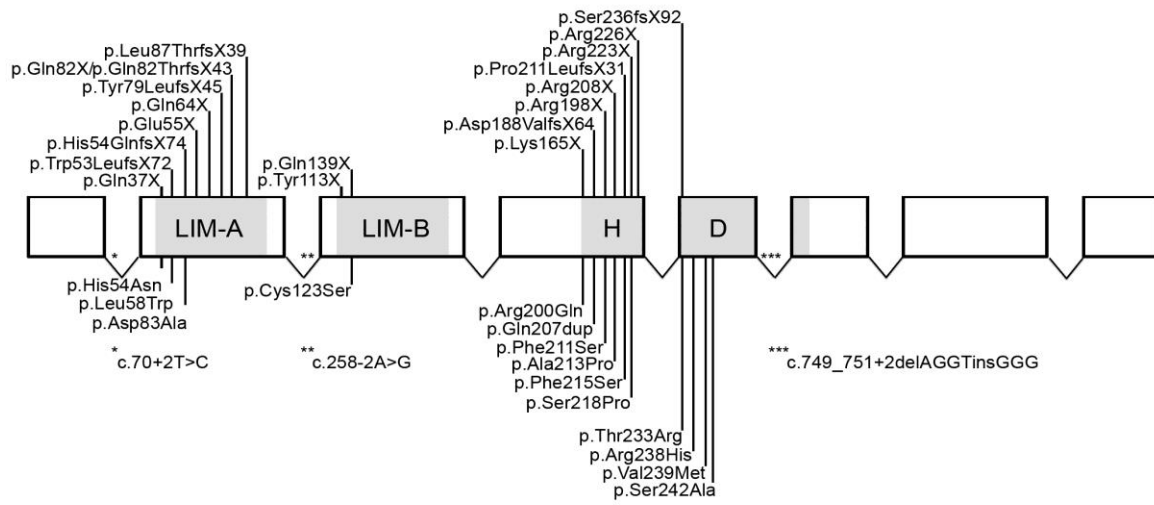 p.Ser236fsX92
p.Arg226X
p.Leu87ThrfsX39
p.Arg223X
p.Gln82X/p.Gln82ThrfsX43
p.Pro211LeufsX31
p.Tyr79LeufsX45
p.Arg208X
p.Gln64X
p.Arg198X
p.Glu55X
p.Asp188ValfsX64
p.His54GlnfsX74
p.Lys165X
p.Trp53LeufsX72
p.Gln139X
p.Gln37X
p.Tyr113X
LIM-A
LIM-B
H
D
*
**
***
p.His54Asn
p.Cys123Ser
p.Leu58Trp
p.Arg200Gln
p.Asp83Ala
p.Gln207dup
p.Phe211Ser
*c.70+2T>C
**c.258-2A>G
p.Ala213Pro
***c.749_751+2delAGGTinsGGG
p.Phe215Ser
p.Ser218Pro
p.Thr233Arg
p.Arg238His
p.Val239Met
p.Ser242Ala